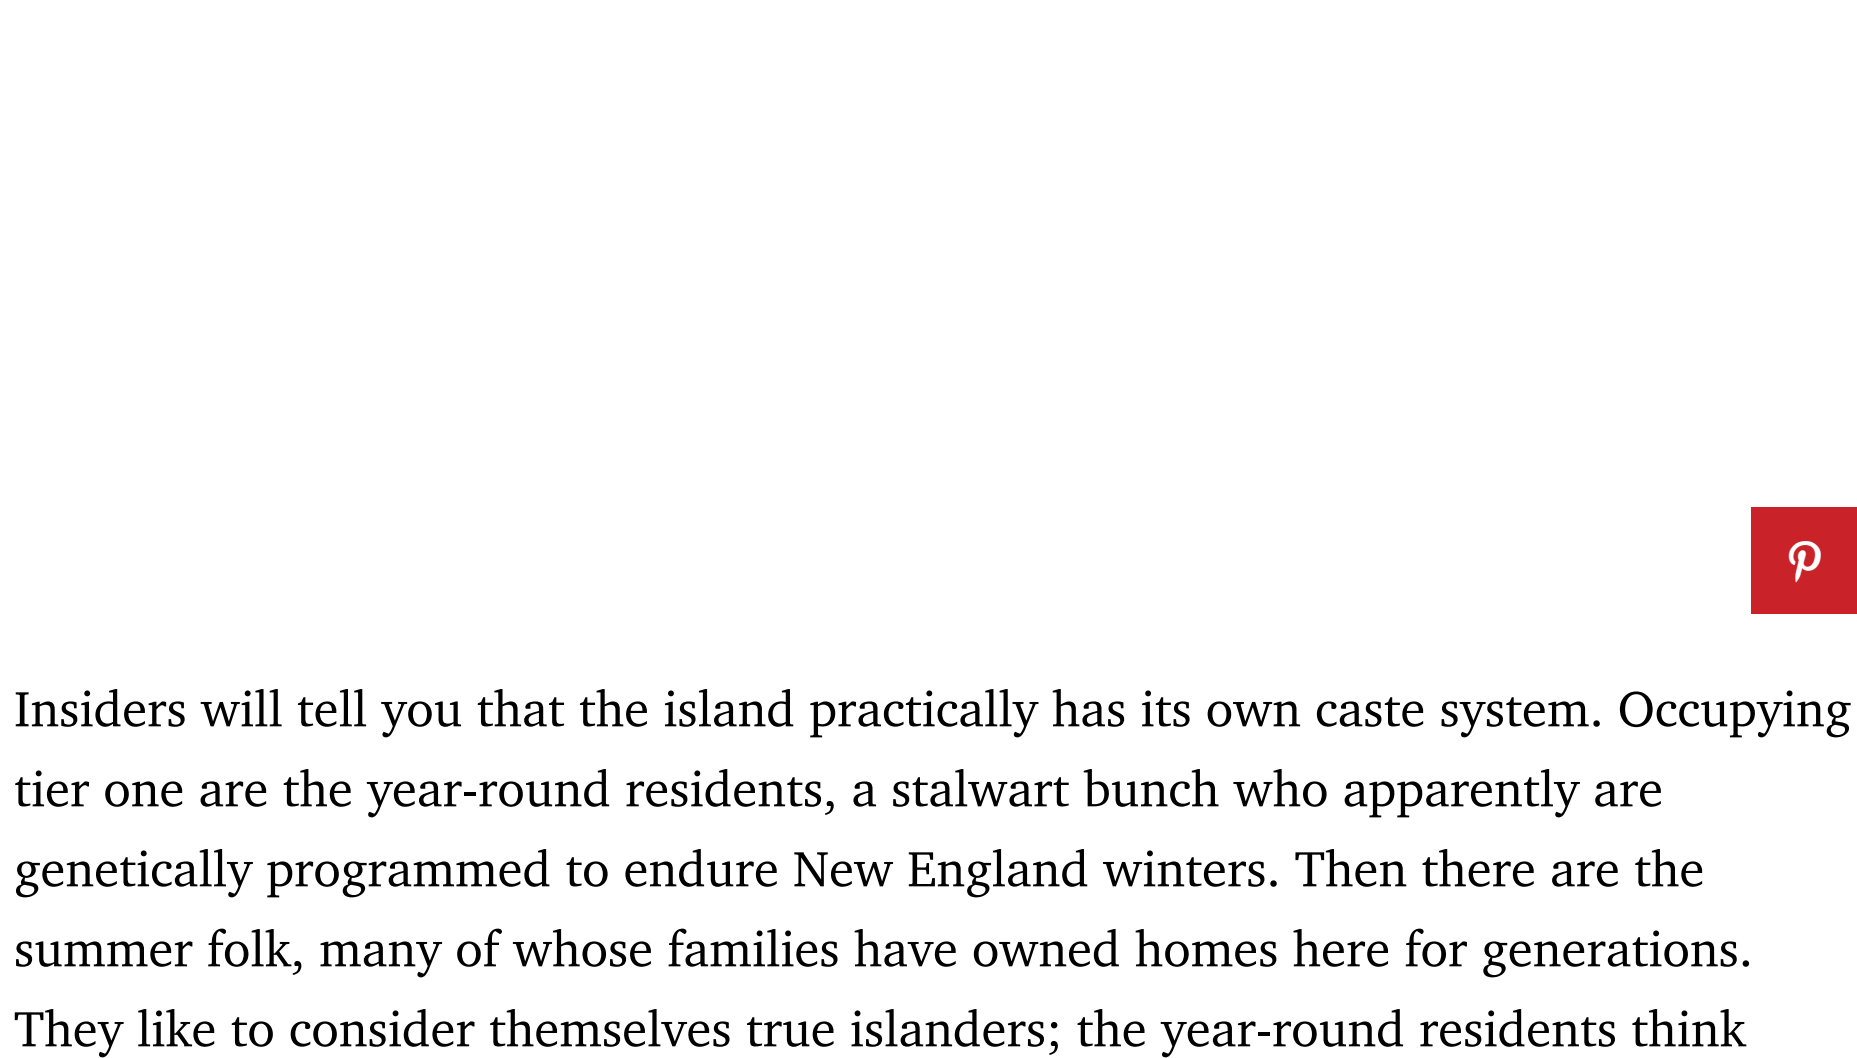 Insiders will tell you that the island practically has its own caste system. Occupying
tier one are the year-round residents, a stalwart bunch who apparently are
genetically programmed to endure New England winters. Then there are the
summer folk, many of whose families have owned homes here for generations.
They like to consider themselves true islanders; the year-round residents think